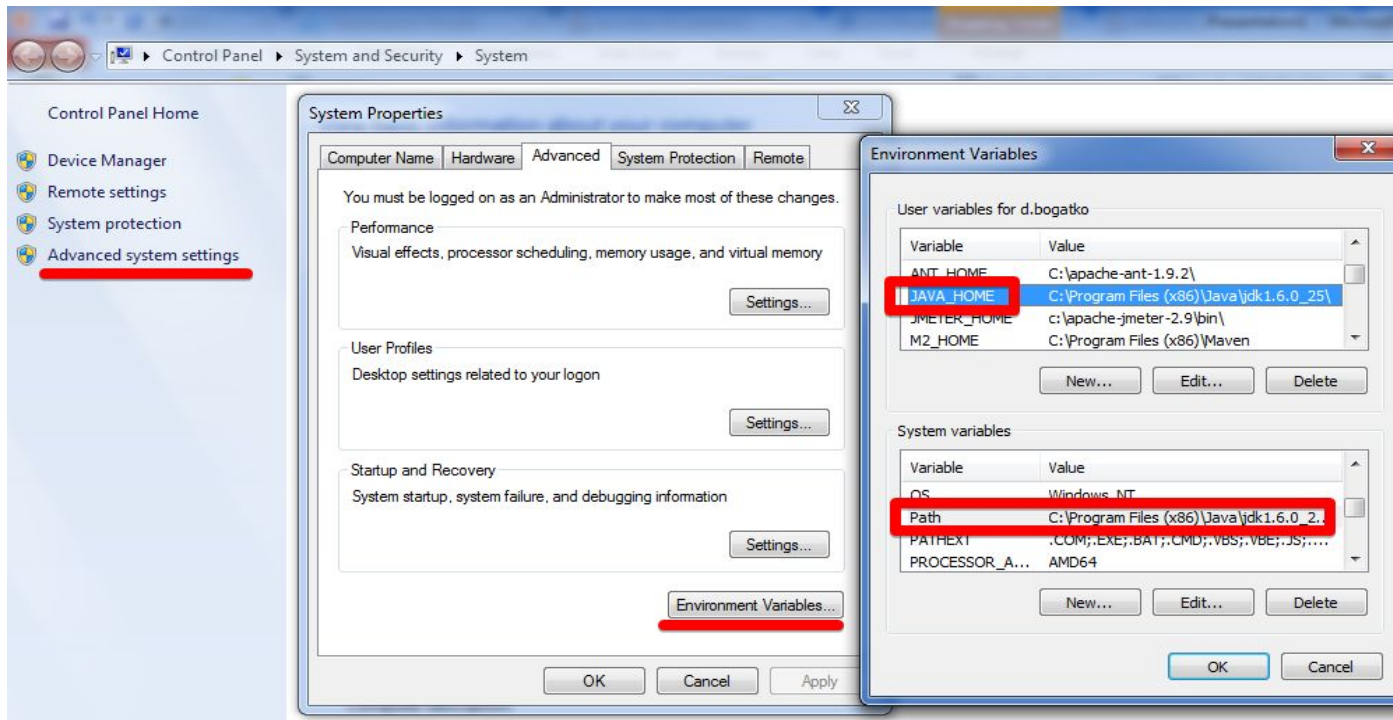 Control Panel ▸ System and Security ▸ System
Control Panel Home
Device Manager
Remote settings
System protection
Advanced system settings
System Properties
Computer Name Hardware Advanced System Protection Remote
You must be logged on as an Administrator to make most of these changes.
Performance
Visual effects, processor scheduling, memory usage, and virtual memory
Settings...
User Profiles
Desktop settings related to your logon
Settings...
Startup and Recovery
System startup, system failure, and debugging information
Settings...
Environment Variables...
OK Cancel Apply
Environment Variables
User variables for d.bogatko
Variable Value
ANT_HOME C:\apache-ant-1.9.2\
JAVA_HOME C:\Program Files (x86)\Java\jdk1.6.0_25\
JMETER_HOME c:\apache-jmeter-2.9\bin\
M2_HOME C:\Program Files (x86)\Maven
New... Edit... Delete
System variables
Variable Value
OS Windows_NT
Path C:\Program Files (x86)\Java\jdk1.6.0_2...
PATHEXT .COM;.EXE;.BAT;.CMD;.VBS;.VBE;.JS;....
PROCESSOR_A... AMD64
New... Edit... Delete
OK Cancel